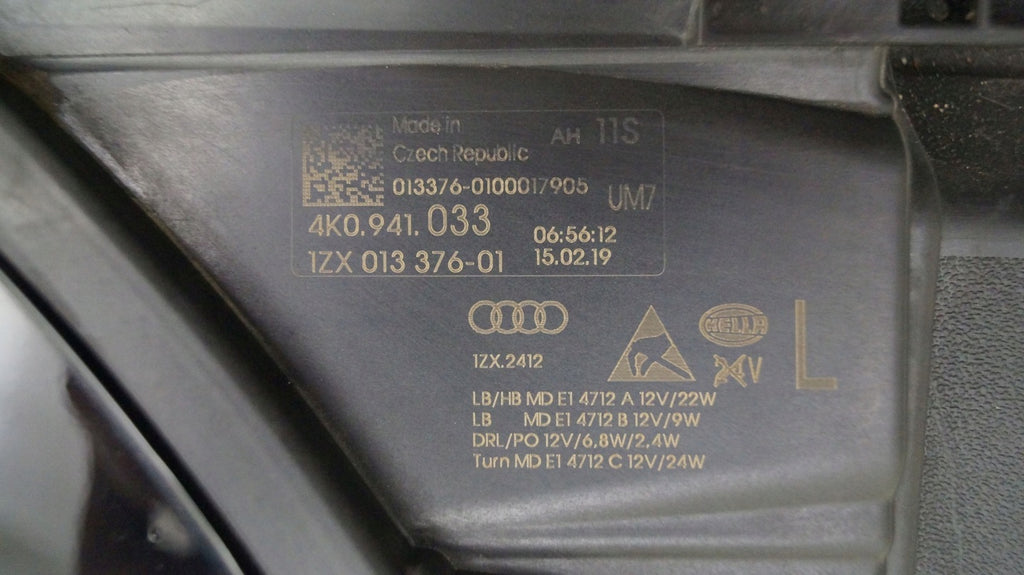 Made in
Czech Republic
AH 11S
013376-0100017905
UM7
4K0.941. 033
06:56:12
1ZX 013 376-01
15.02.19
HELLA
1ZX.2412
24V
L
LB/HB MD E1 4712 A 12V/22W
LB MD E1 4712 B 12V/9W
DRL/PO 12V/6,8W/2,4W
Turn MD E1 4712 C 12V/24W